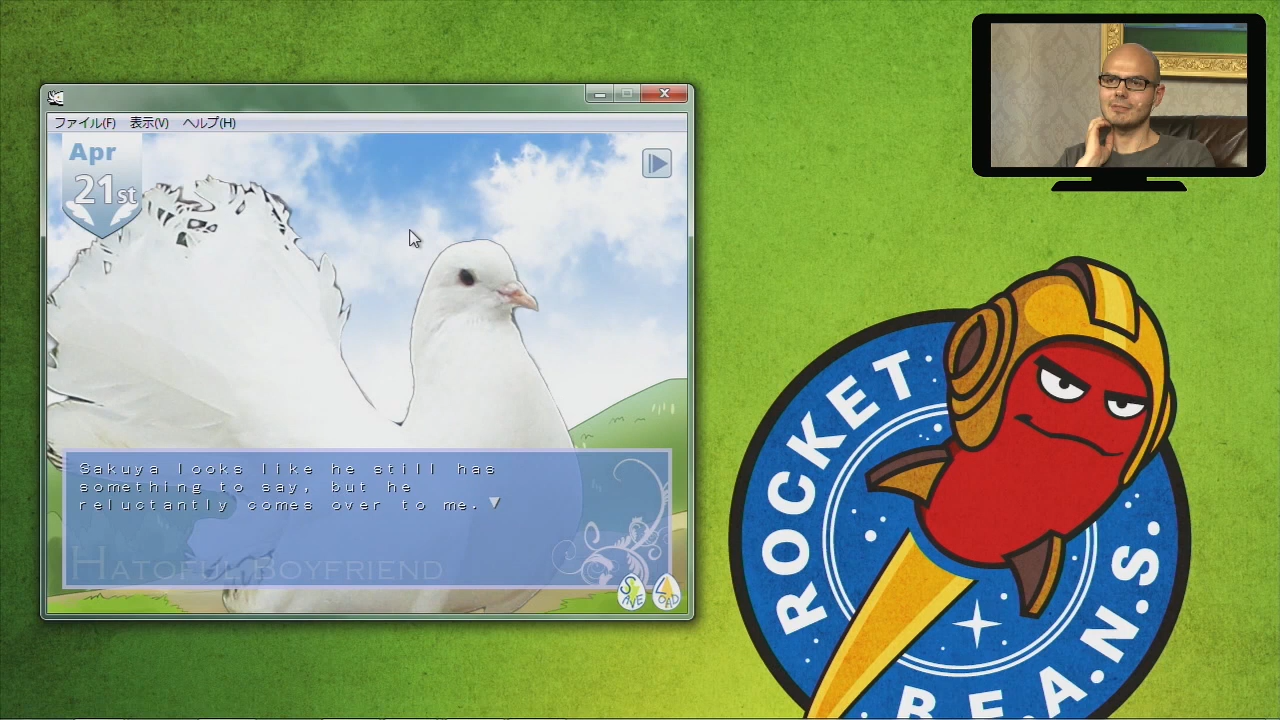 ファイル(F) 表示(V) ヘルプ(H)
Apr
21st
Sakuya looks like he still has
something to say, but he
reluctantly comes over to me.
HATOFUL BOYFRIEND
SAVE
LOAD
ROCKET
BEANS